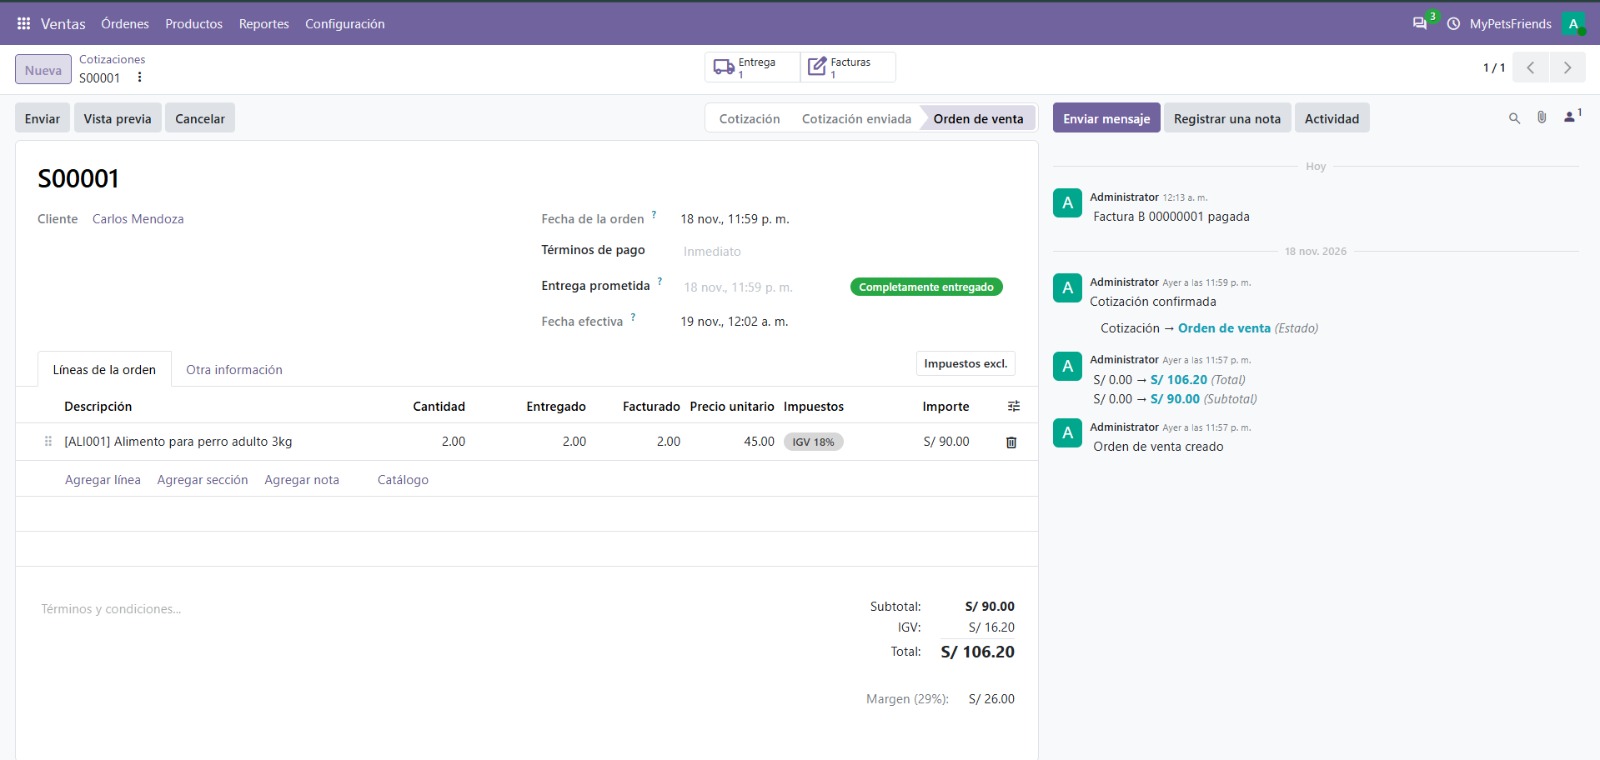 Ventas Órdenes Productos Reportes Configuración 3 MyPetsFriends A
Nueva
Cotizaciones
S00001
Entrega
1
Facturas
1
1 / 1
Enviar Vista previa Cancelar
Cotización Cotización enviada Orden de venta
S00001
Cliente Carlos Mendoza
Fecha de la orden ? 18 nov., 11:59 p. m.
Términos de pago Inmediato
Entrega prometida ? 18 nov., 11:59 p. m. Completamente entregado
Fecha efectiva ? 19 nov., 12:02 a. m.
Líneas de la orden Otra información Impuestos excl.
Descripción Cantidad Entregado Facturado Precio unitario Impuestos Importe
[ALI001] Alimento para perro adulto 3kg 2.00 2.00 2.00 45.00 IGV 18% S/ 90.00
Agregar línea Agregar sección Agregar nota Catálogo
Términos y condiciones...
Subtotal: S/ 90.00
IGV: S/ 16.20
Total: S/ 106.20
Margen (29%): S/ 26.00
Enviar mensaje Registrar una nota Actividad 1
Hoy
A Administrator 12:13 a. m.
Factura B 00000001 pagada
18 nov. 2026
A Administrator Ayer a las 11:59 p. m.
Cotización confirmada
Cotización → Orden de venta (Estado)
A Administrator Ayer a las 11:57 p. m.
S/ 0.00 → S/ 106.20 (Total)
S/ 0.00 → S/ 90.00 (Subtotal)
A Administrator Ayer a las 11:57 p. m.
Orden de venta creado